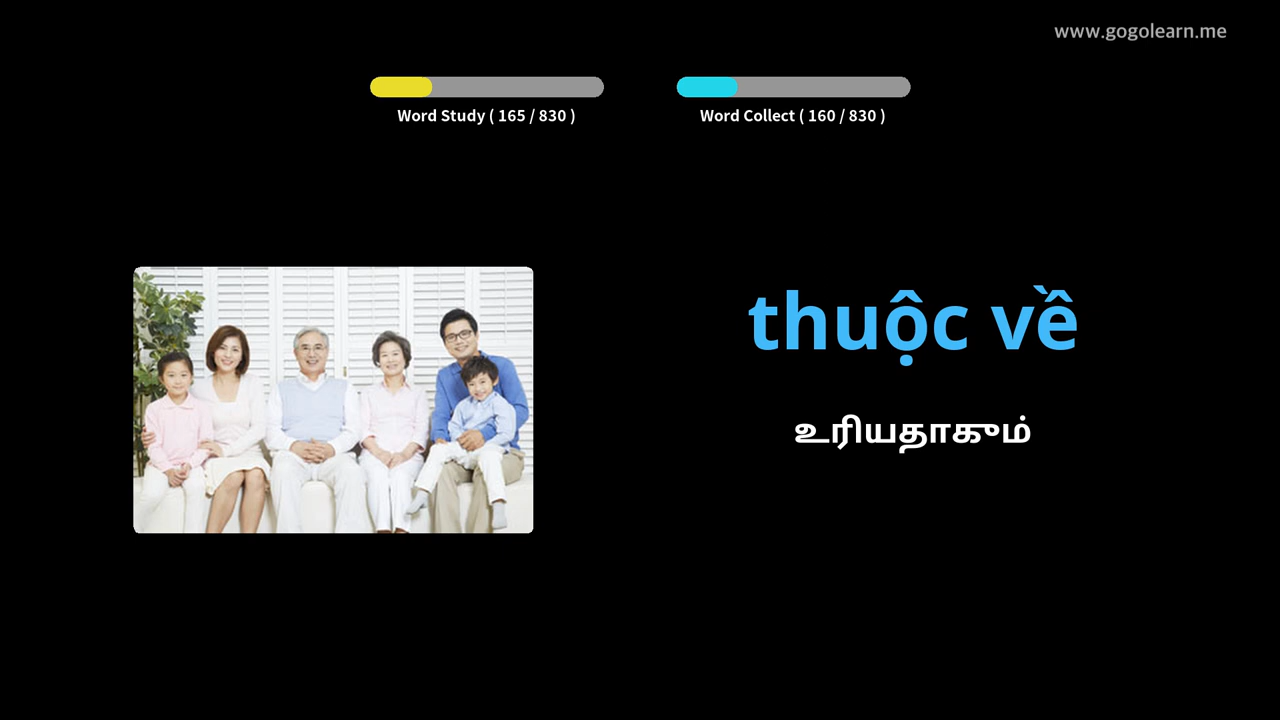 www.gogolearn.me
Word Study ( 165 / 830 )
Word Collect ( 160 / 830 )
thuộc về
உரியதாகும்